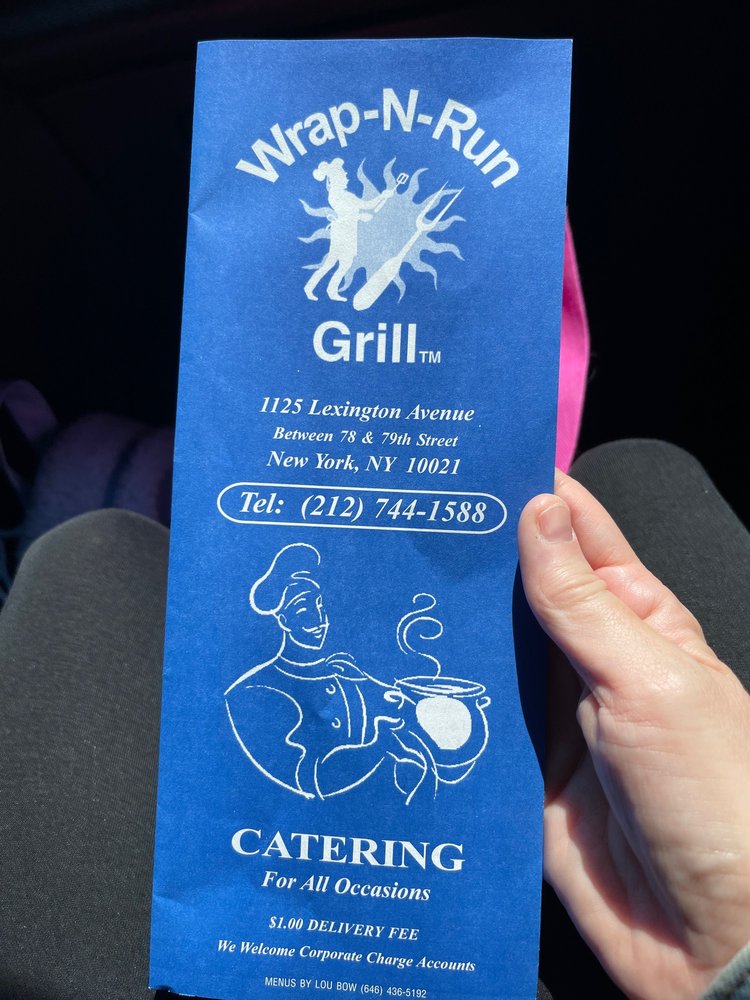 Wrap-N-Run
Grill™
1125 Lexington Avenue
Between 78 & 79th Street
New York, NY 10021
Tel: (212) 744-1588
CATERING
For All Occasions
$1.00 DELIVERY FEE
We Welcome Corporate Charge Accounts
MENUS BY LOU BOW (646) 436-5192